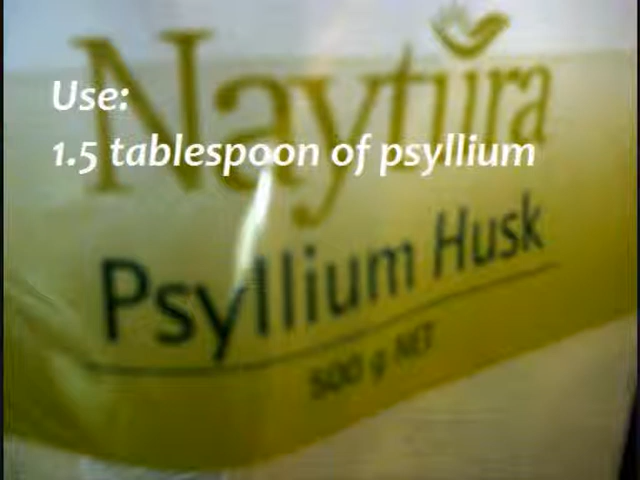 Use:
1.5 tablespoon of psyllium
Naytura
Psyllium Husk
500 g NET